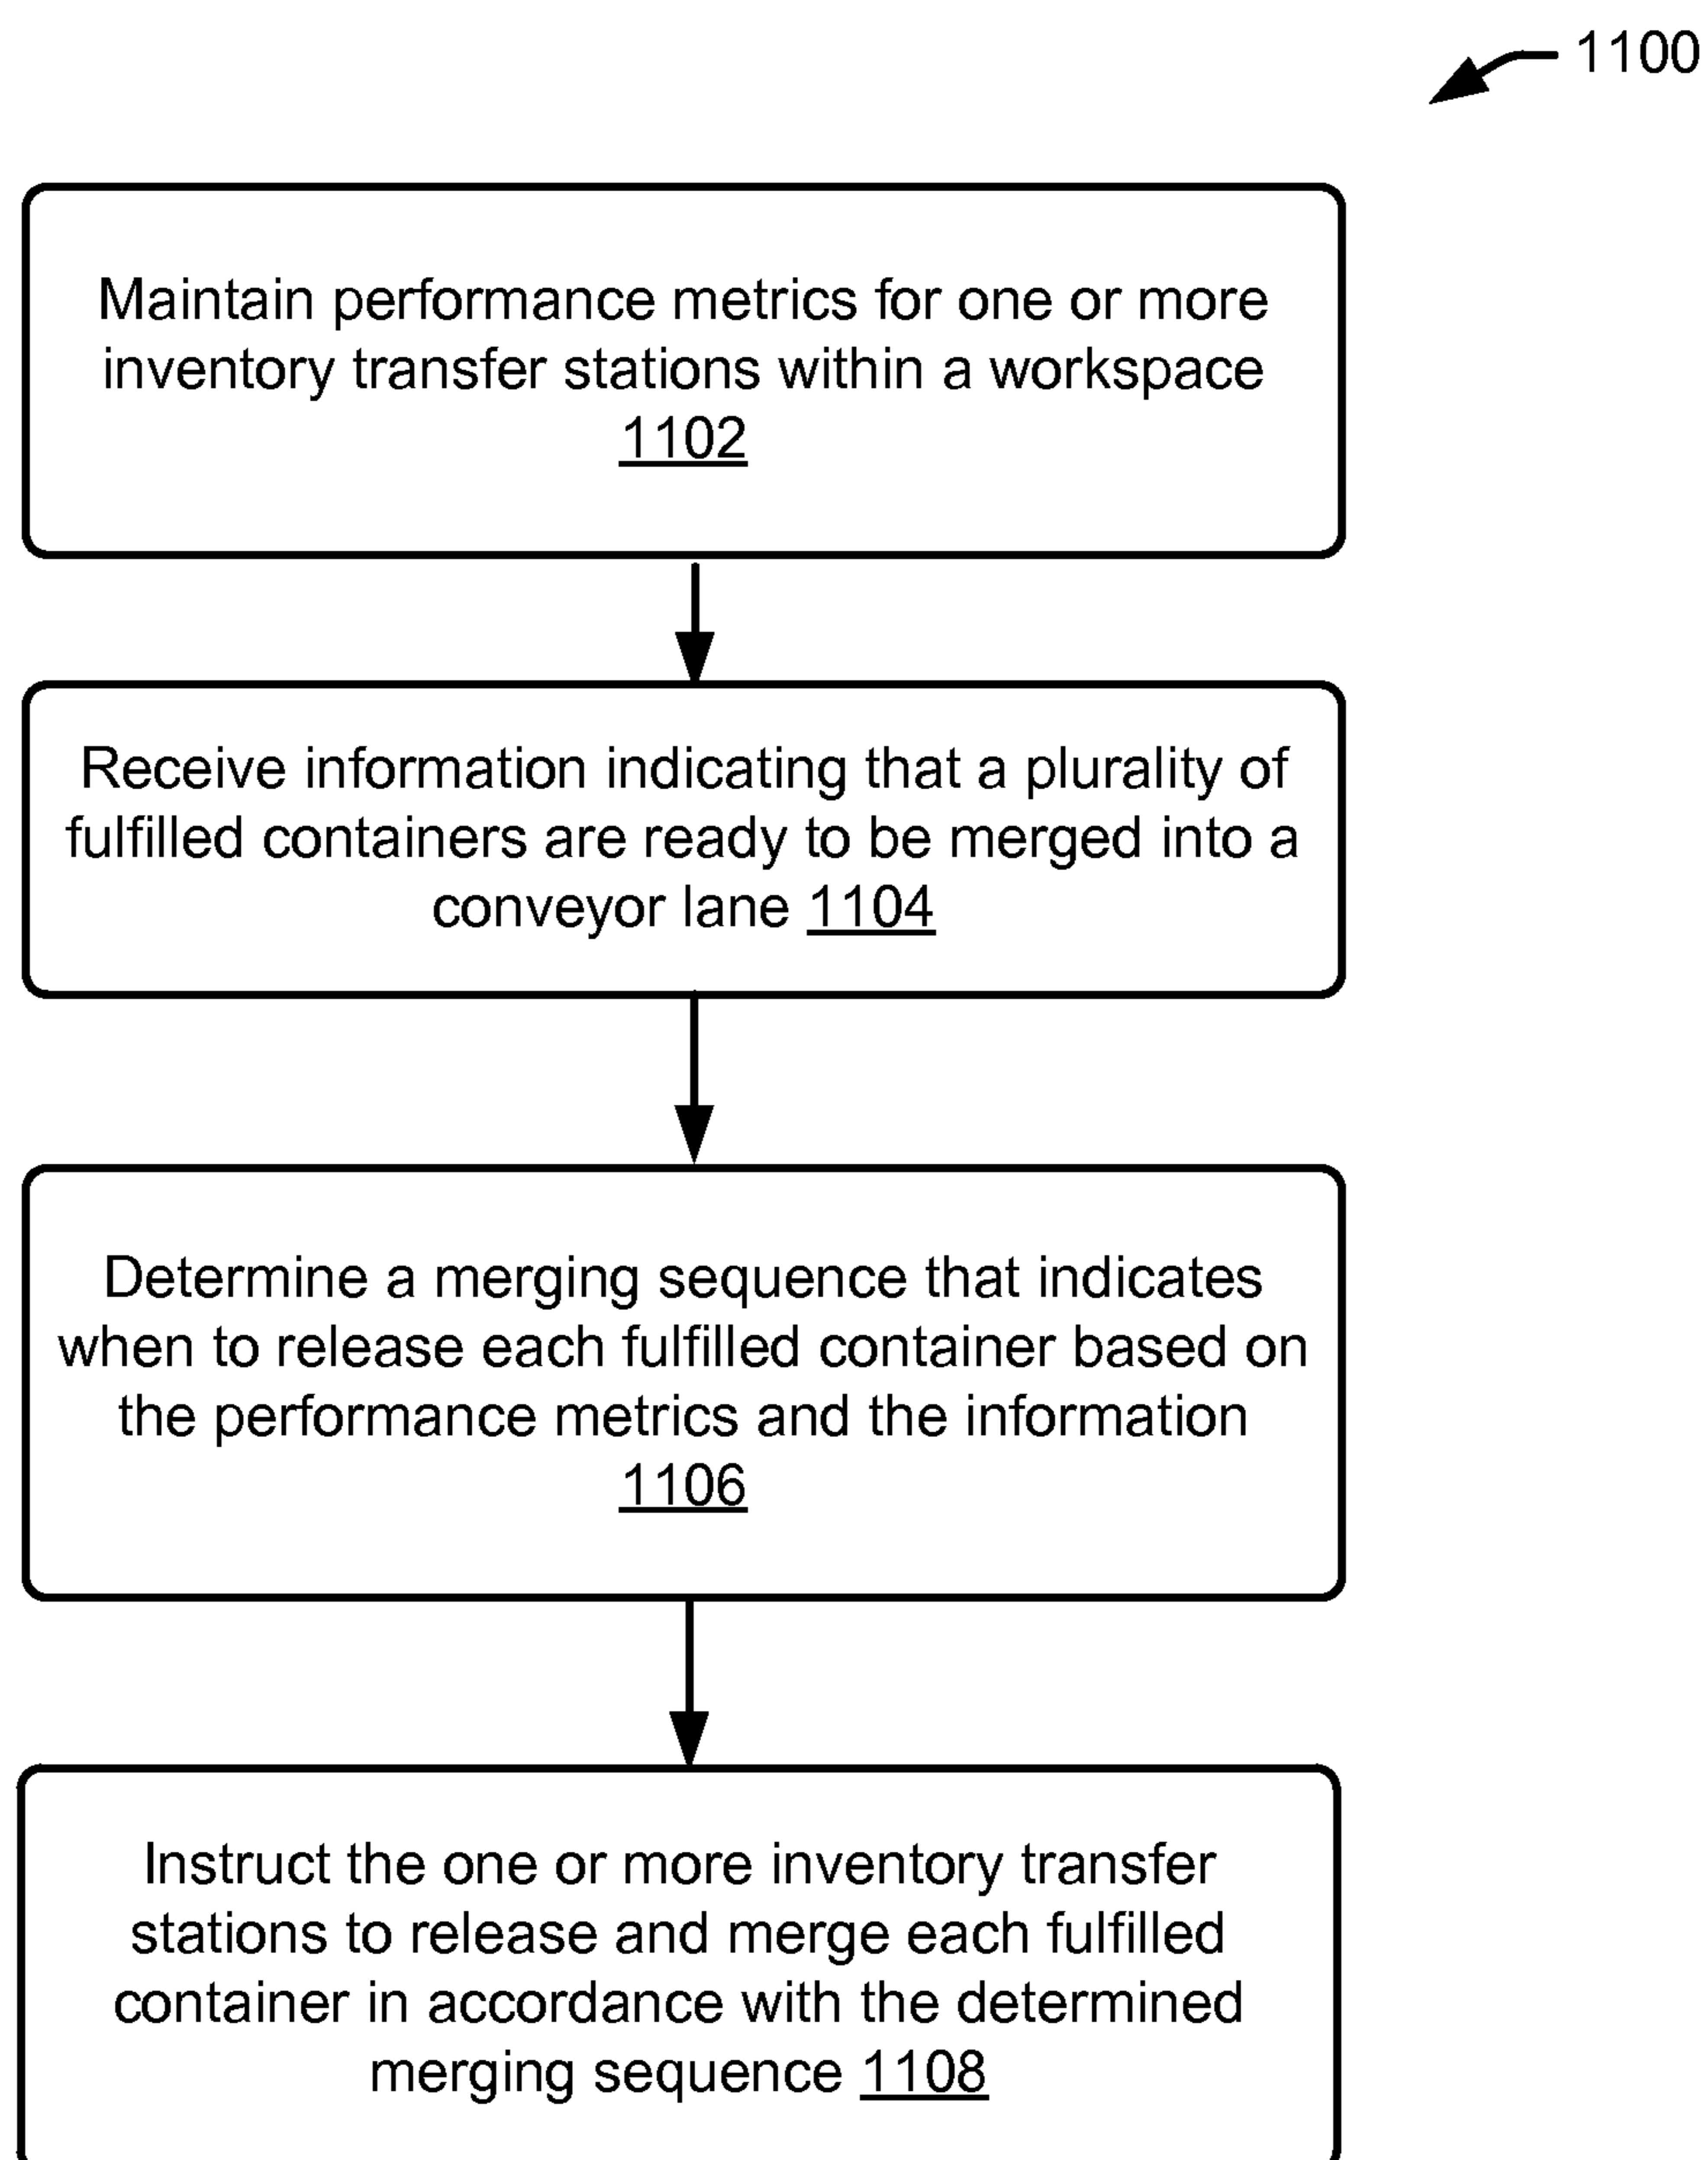 1100
Maintain performance metrics for one or more
inventory transfer stations within a workspace
1102
Receive information indicating that a plurality of
fulfilled containers are ready to be merged into a
conveyor lane 1104
Determine a merging sequence that indicates
when to release each fulfilled container based on
the performance metrics and the information
1106
Instruct the one or more inventory transfer
stations to release and merge each fulfilled
container in accordance with the determined
merging sequence 1108